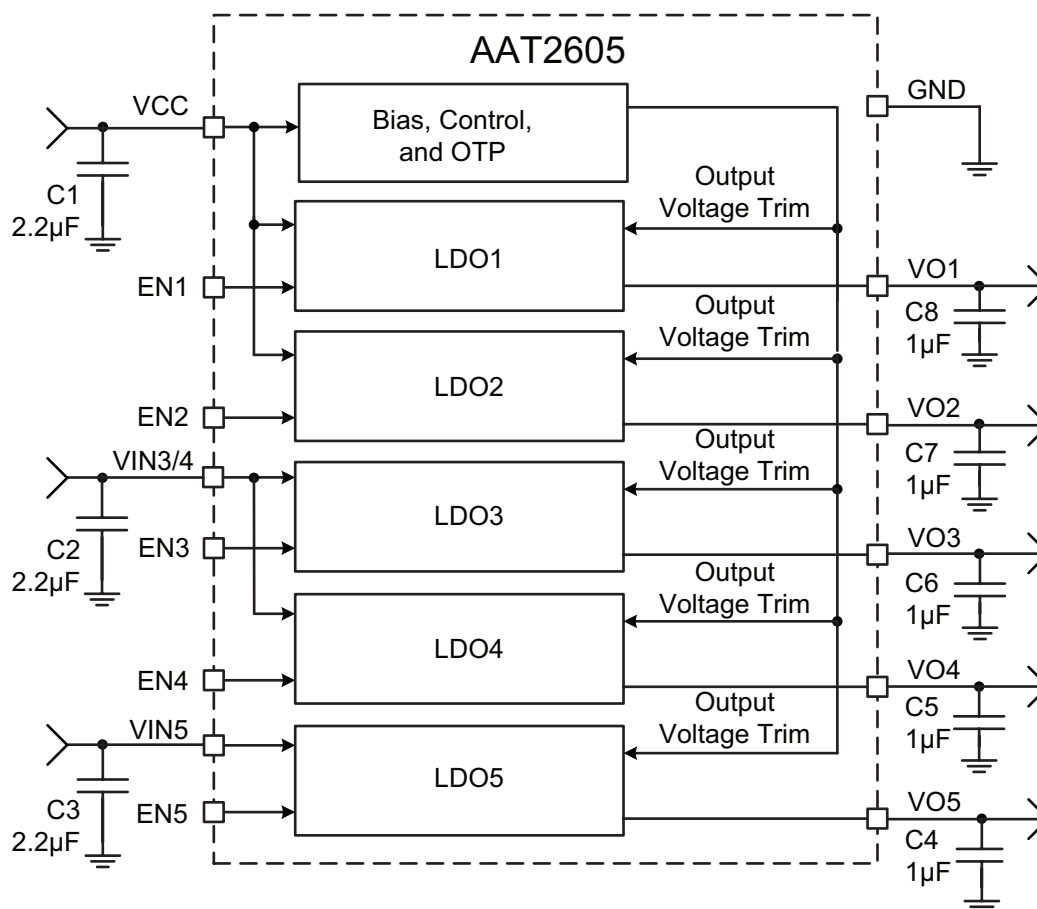 AAT2605
GND
VCC
Bias, Control,
and OTP
C1
2.2µF
Output
Voltage Trim
LDO1
EN1
VO1
C8
1µF
Output
Voltage Trim
LDO2
EN2
VO2
C7
1µF
VIN3/4
Output
Voltage Trim
LDO3
C2
2.2µF
EN3
VO3
C6
1µF
Output
Voltage Trim
LDO4
EN4
VO4
C5
1µF
VIN5
Output
Voltage Trim
LDO5
C3
2.2µF
EN5
VO5
C4
1µF